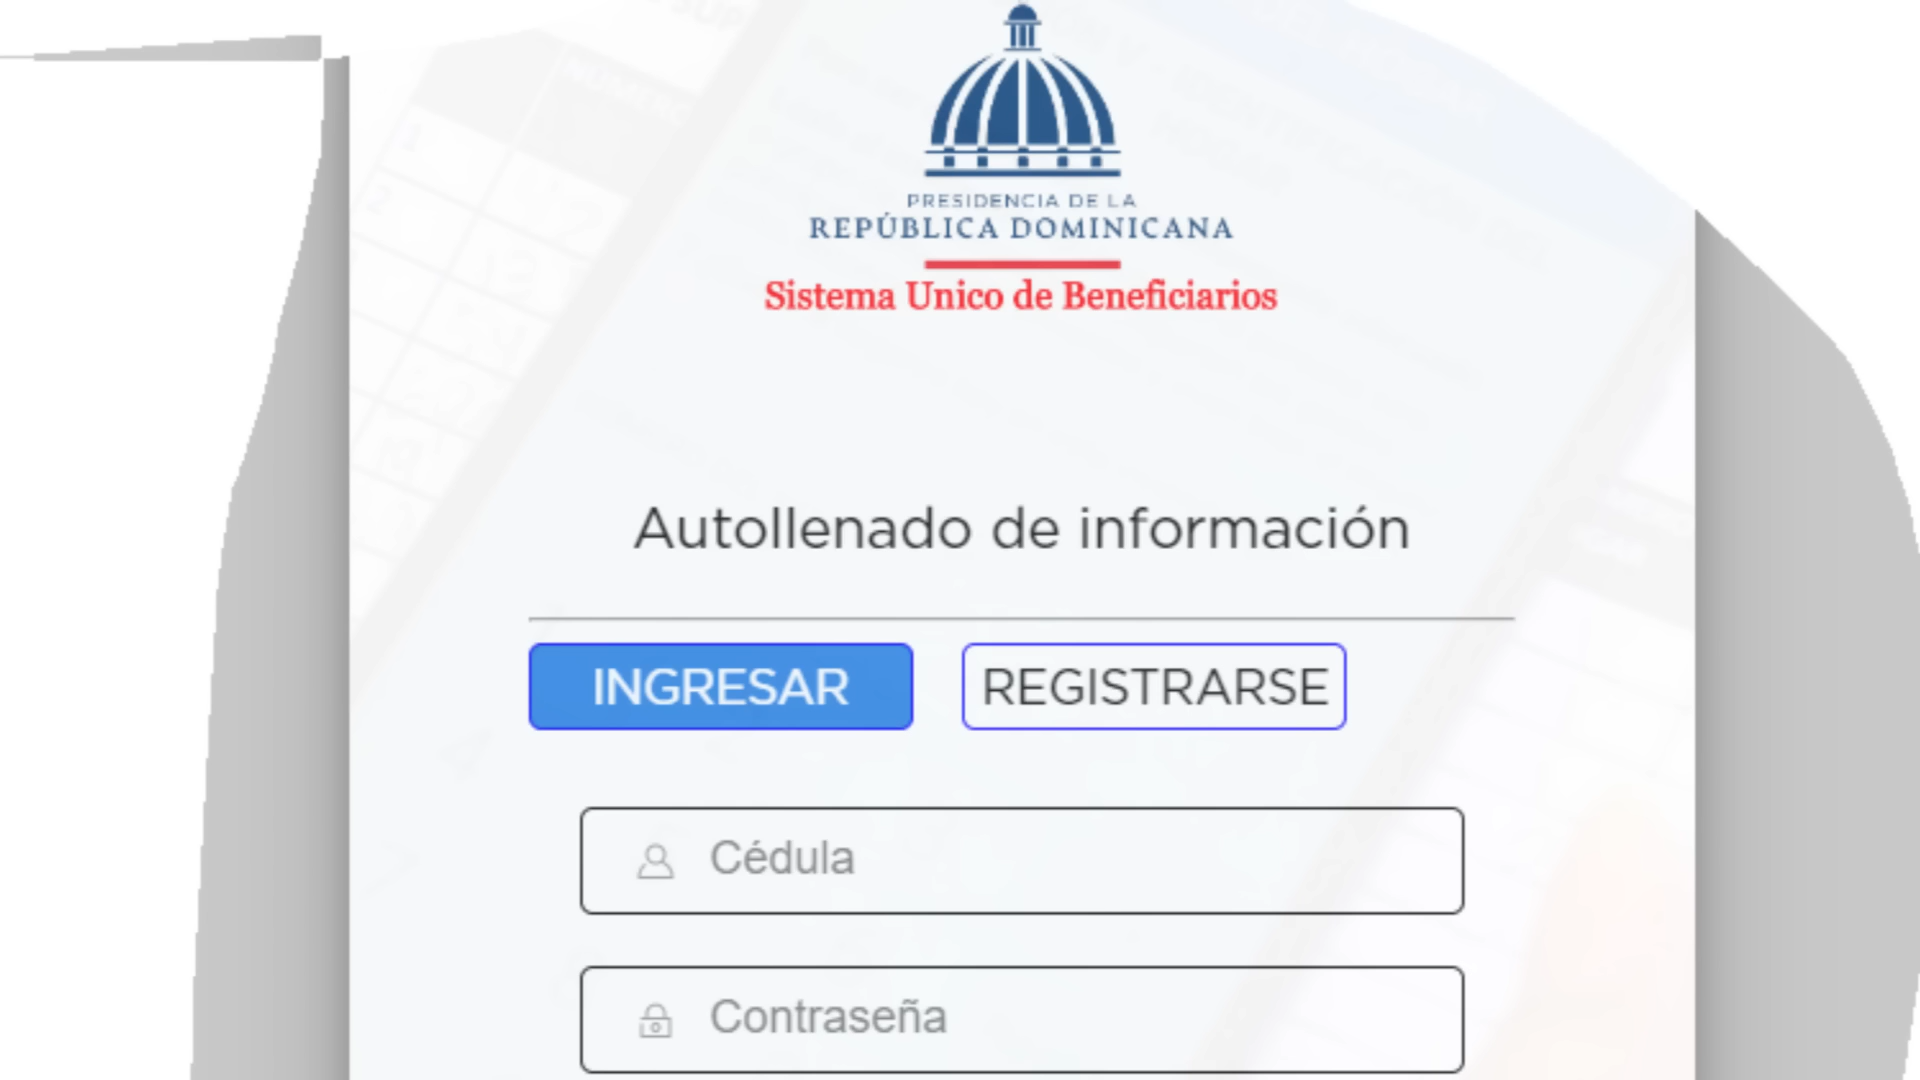 PRESIDENCIA DE LA
REPÚBLICA DOMINICANA
Sistema Unico de Beneficiarios
Autollenado de información
INGRESAR
REGISTRARSE
Cédula
Contraseña